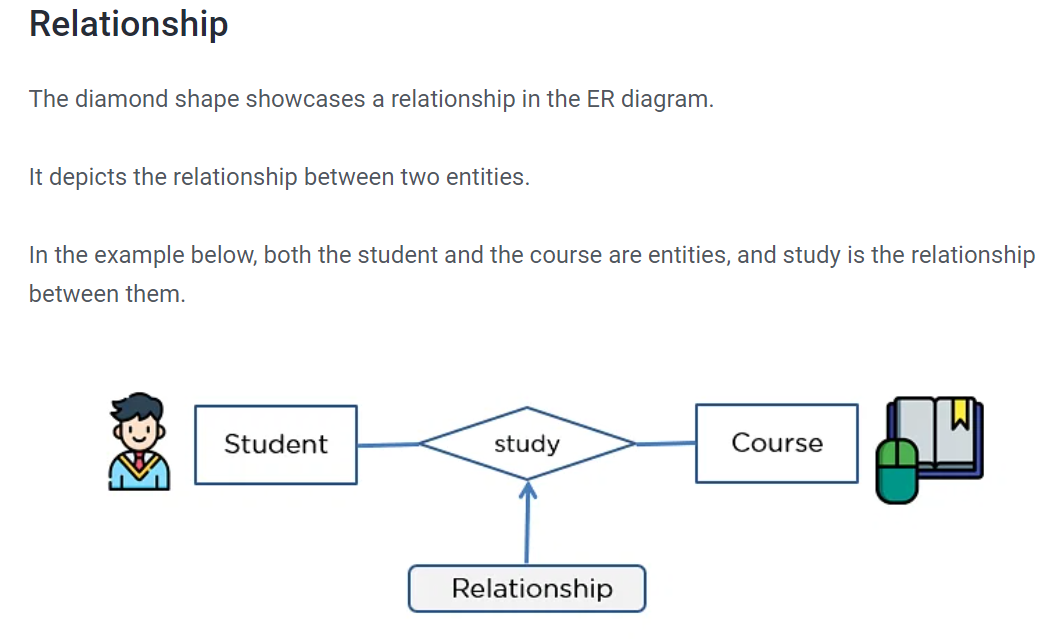 Relationship
The diamond shape showcases a relationship in the ER diagram.
It depicts the relationship between two entities.
In the example below, both the student and the course are entities, and study is the relationship
between them.
Student
study
Course
Relationship